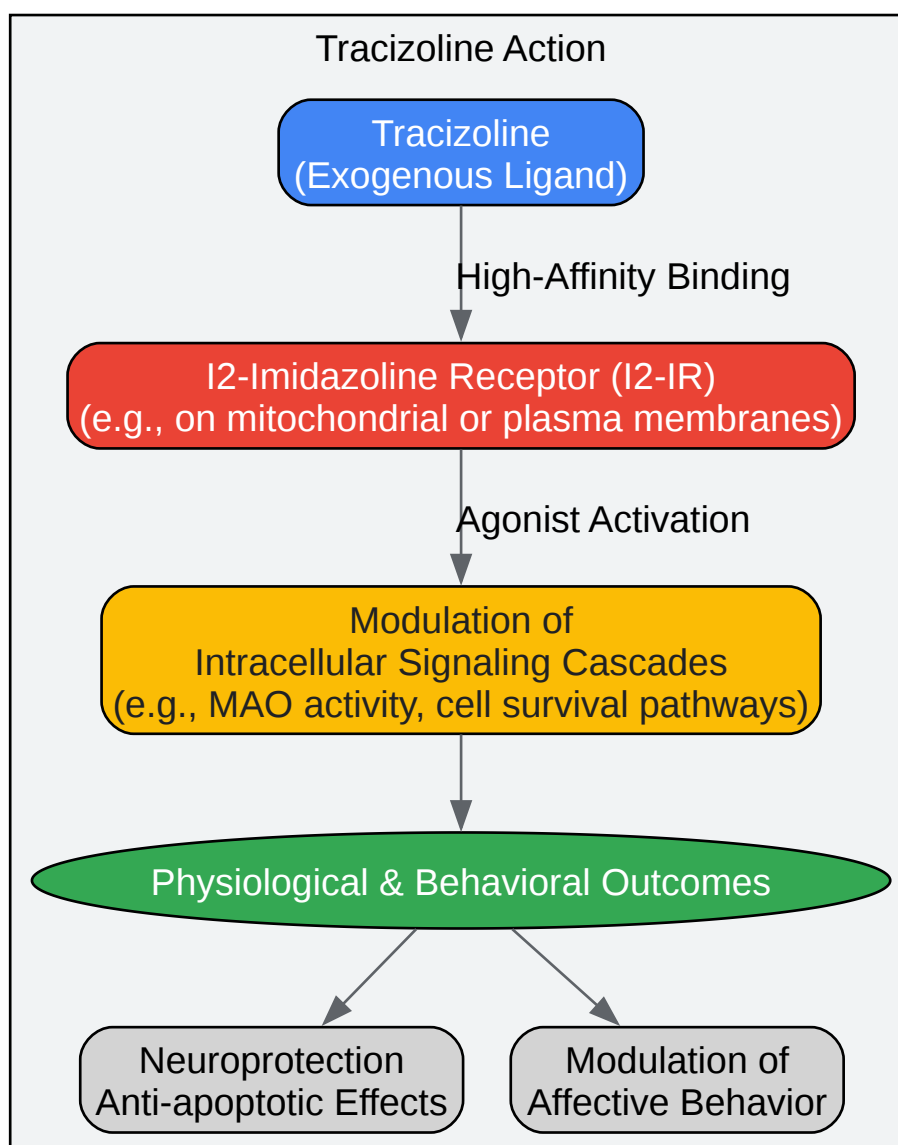 Tracizoline Action
Tracizoline
(Exogenous Ligand)
High-Affinity Binding
I2-Imidazoline Receptor (I2-IR)
(e.g., on mitochondrial or plasma membranes)
Agonist Activation
Modulation of
Intracellular Signaling Cascades
(e.g., MAO activity, cell survival pathways)
Physiological & Behavioral Outcomes
Neuroprotection
Anti-apoptotic Effects
Modulation of
Affective Behavior